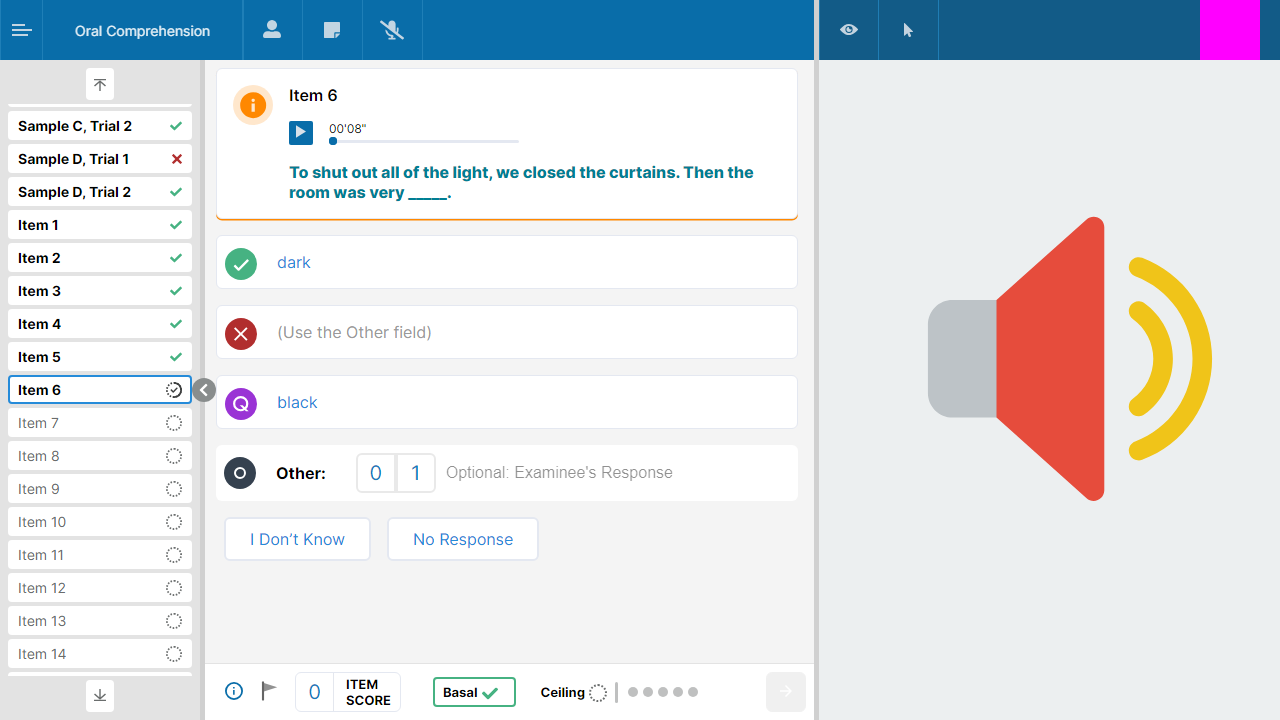 Oral Comprehension
Sample C, Trial 2
Sample D, Trial 1
Sample D, Trial 2
Item 1
Item 2
Item 3
Item 4
Item 5
Item 6
Item 7
Item 8
Item 9
Item 10
Item 11
Item 12
Item 13
Item 14
Item 6
00'08"
To shut out all of the light, we closed the curtains. Then the
room was very _____.
dark
(Use the Other field)
Q black
Other: 0 1 Optional: Examinee's Response
I Don’t Know No Response
0 ITEM
SCORE
Basal Ceiling